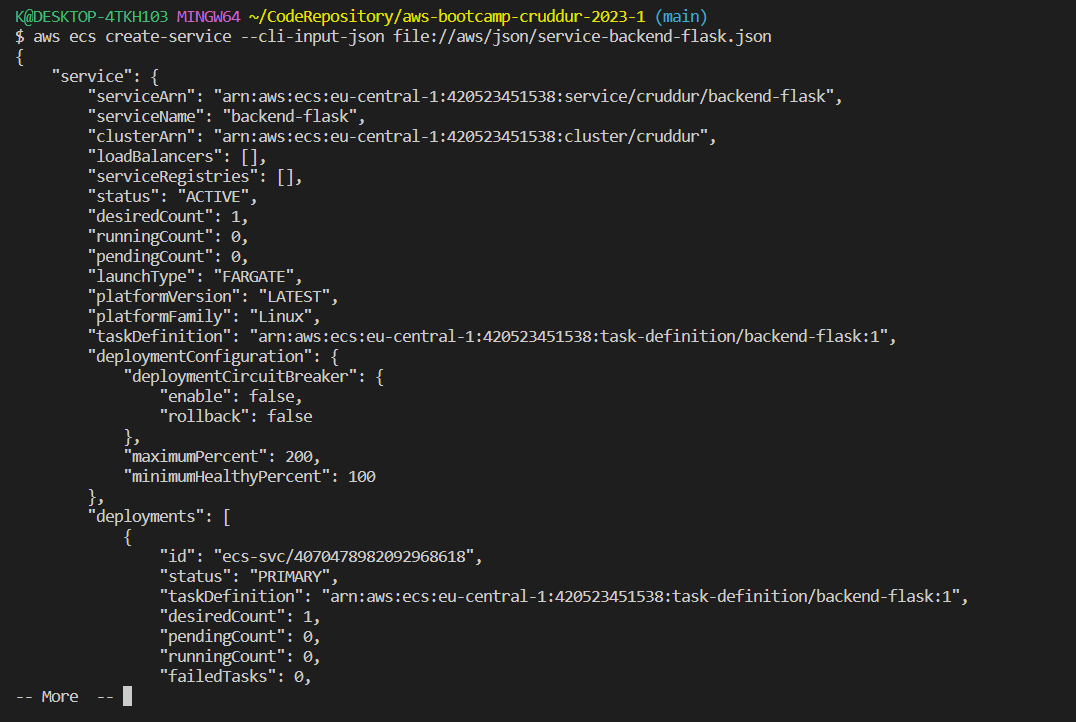 K@DESKTOP-4TKH103 MINGW64 ~/CodeRepository/aws-bootcamp-cruddur-2023-1 (main)
$ aws ecs create-service --cli-input-json file://aws/json/service-backend-flask.json
{
    "service": {
        "serviceArn": "arn:aws:ecs:eu-central-1:420523451538:service/cruddur/backend-flask",
        "serviceName": "backend-flask",
        "clusterArn": "arn:aws:ecs:eu-central-1:420523451538:cluster/cruddur",
        "loadBalancers": [],
        "serviceRegistries": [],
        "status": "ACTIVE",
        "desiredCount": 1,
        "runningCount": 0,
        "pendingCount": 0,
        "launchType": "FARGATE",
        "platformVersion": "LATEST",
        "platformFamily": "Linux",
        "taskDefinition": "arn:aws:ecs:eu-central-1:420523451538:task-definition/backend-flask:1",
        "deploymentConfiguration": {
            "deploymentCircuitBreaker": {
                "enable": false,
                "rollback": false
            },
            "maximumPercent": 200,
            "minimumHealthyPercent": 100
        },
        "deployments": [
            {
                "id": "ecs-svc/4070478982092968618",
                "status": "PRIMARY",
                "taskDefinition": "arn:aws:ecs:eu-central-1:420523451538:task-definition/backend-flask:1",
                "desiredCount": 1,
                "pendingCount": 0,
                "runningCount": 0,
                "failedTasks": 0,
-- More  --